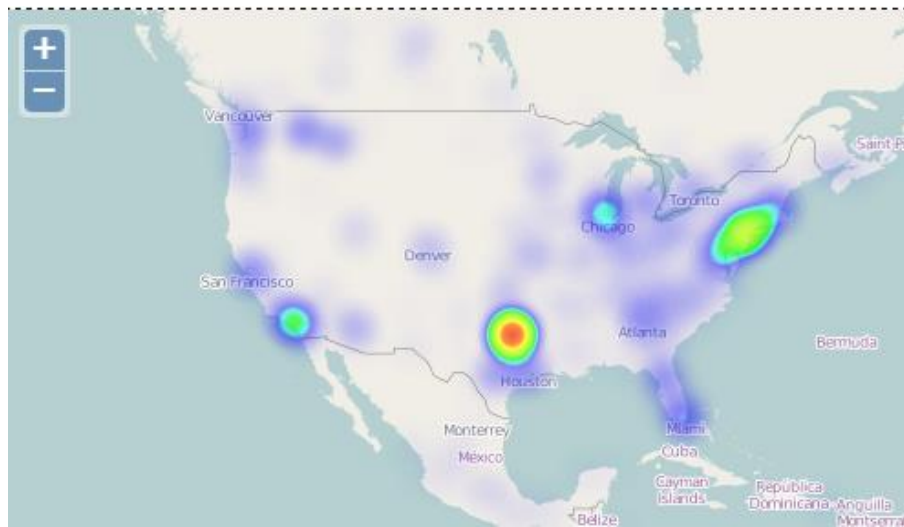 +
−
Vancouver
Saint P
Toronto
Chicago
Denver
San Francisco
Atlanta
Bermuda
Houston
Miami
Monterrey
Cuba
México
Cayman
Islands
República
Dominicana
Anguilla
Montserra
Belize